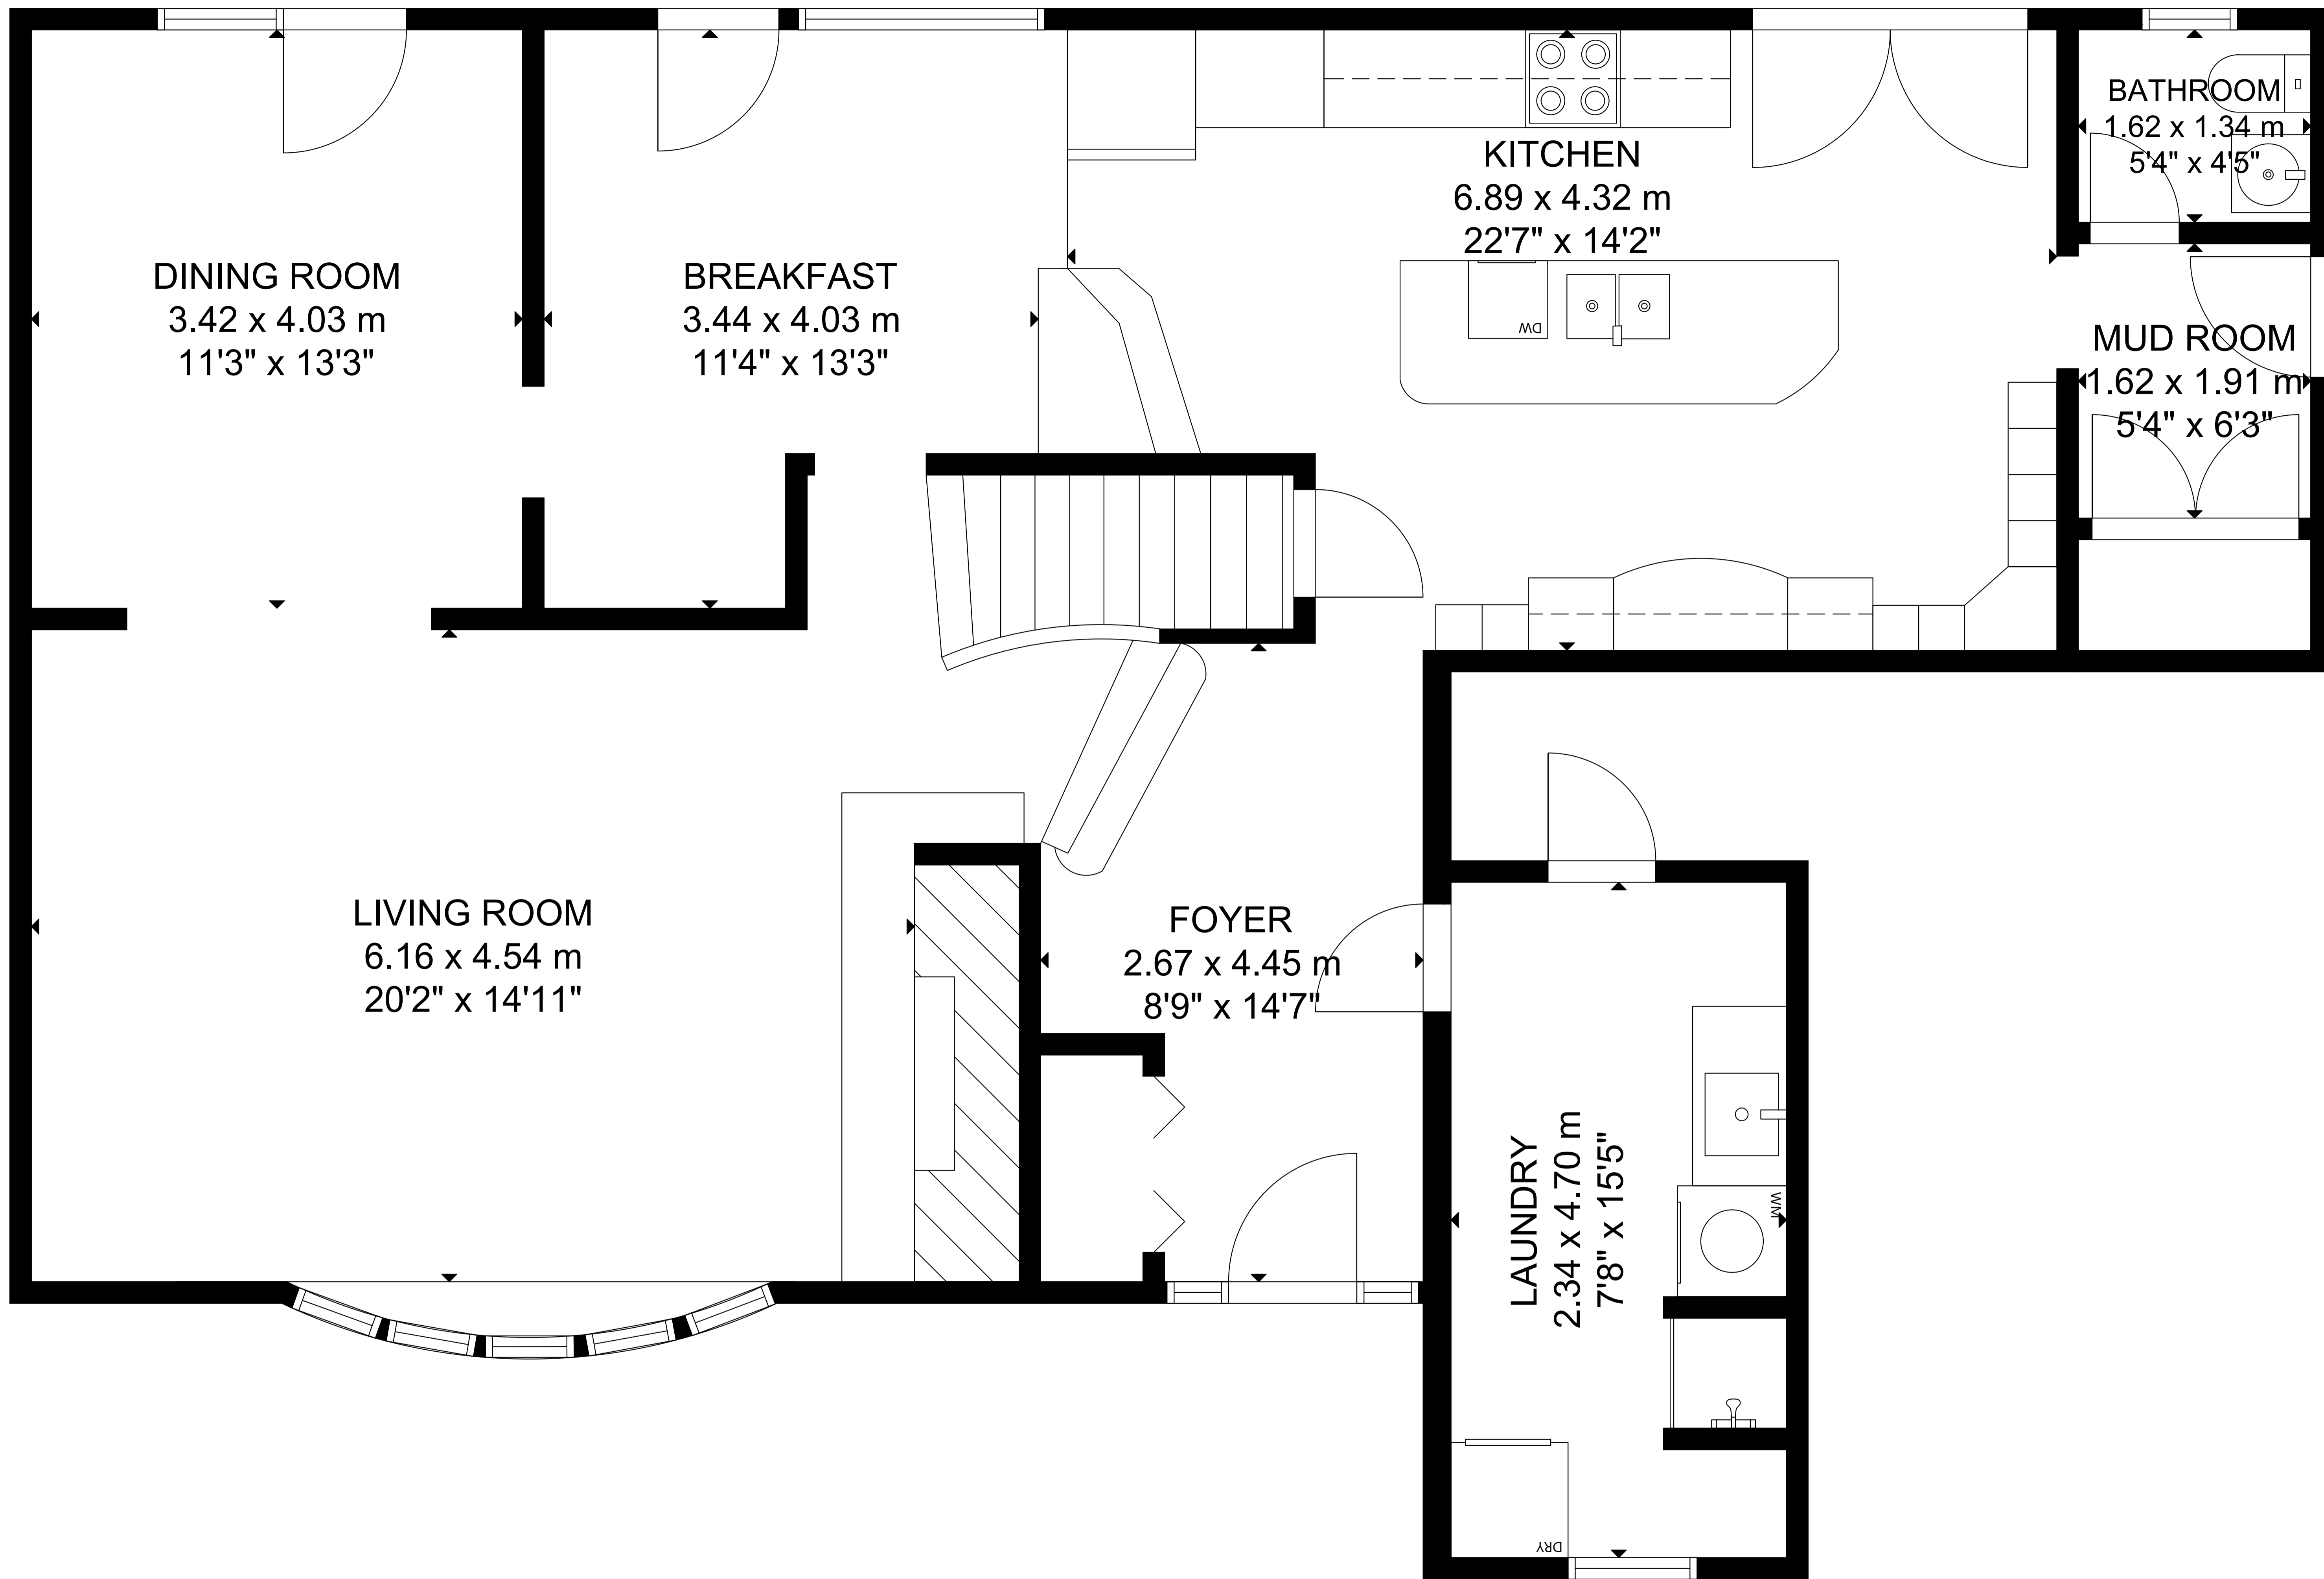 BATHROOM
1.62 x 1.34 m
5'4" x 4'5"
KITCHEN
6.89 x 4.32 m
22'7" x 14'2"
DINING ROOM
3.42 x 4.03 m
11'3" x 13'3"
BREAKFAST
3.44 x 4.03 m
11'4" x 13'3"
DW
MUD ROOM
1.62 x 1.91 m
5'4" x 6'3"
LIVING ROOM
6.16 x 4.54 m
20'2" x 14'11"
FOYER
2.67 x 4.45 m
8'9" x 14'7"
LAUNDRY
2.34 x 4.70 m
7'8" x 15'5"
WM
DRY